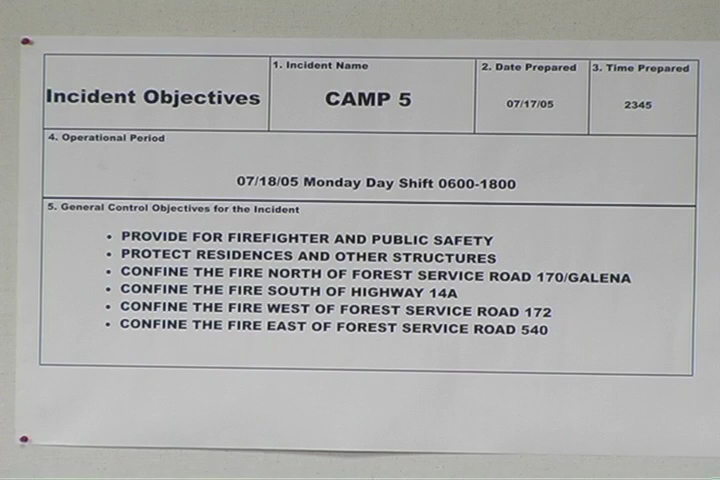 Incident Objectives
1. Incident Name
CAMP 5
2. Date Prepared
07/17/05
3. Time Prepared
2345
4. Operational Period
07/18/05 Monday Day Shift 0600-1800
5. General Control Objectives for the Incident
• PROVIDE FOR FIREFIGHTER AND PUBLIC SAFETY
• PROTECT RESIDENCES AND OTHER STRUCTURES
• CONFINE THE FIRE NORTH OF FOREST SERVICE ROAD 170/GALENA
• CONFINE THE FIRE SOUTH OF HIGHWAY 14A
• CONFINE THE FIRE WEST OF FOREST SERVICE ROAD 172
• CONFINE THE FIRE EAST OF FOREST SERVICE ROAD 540